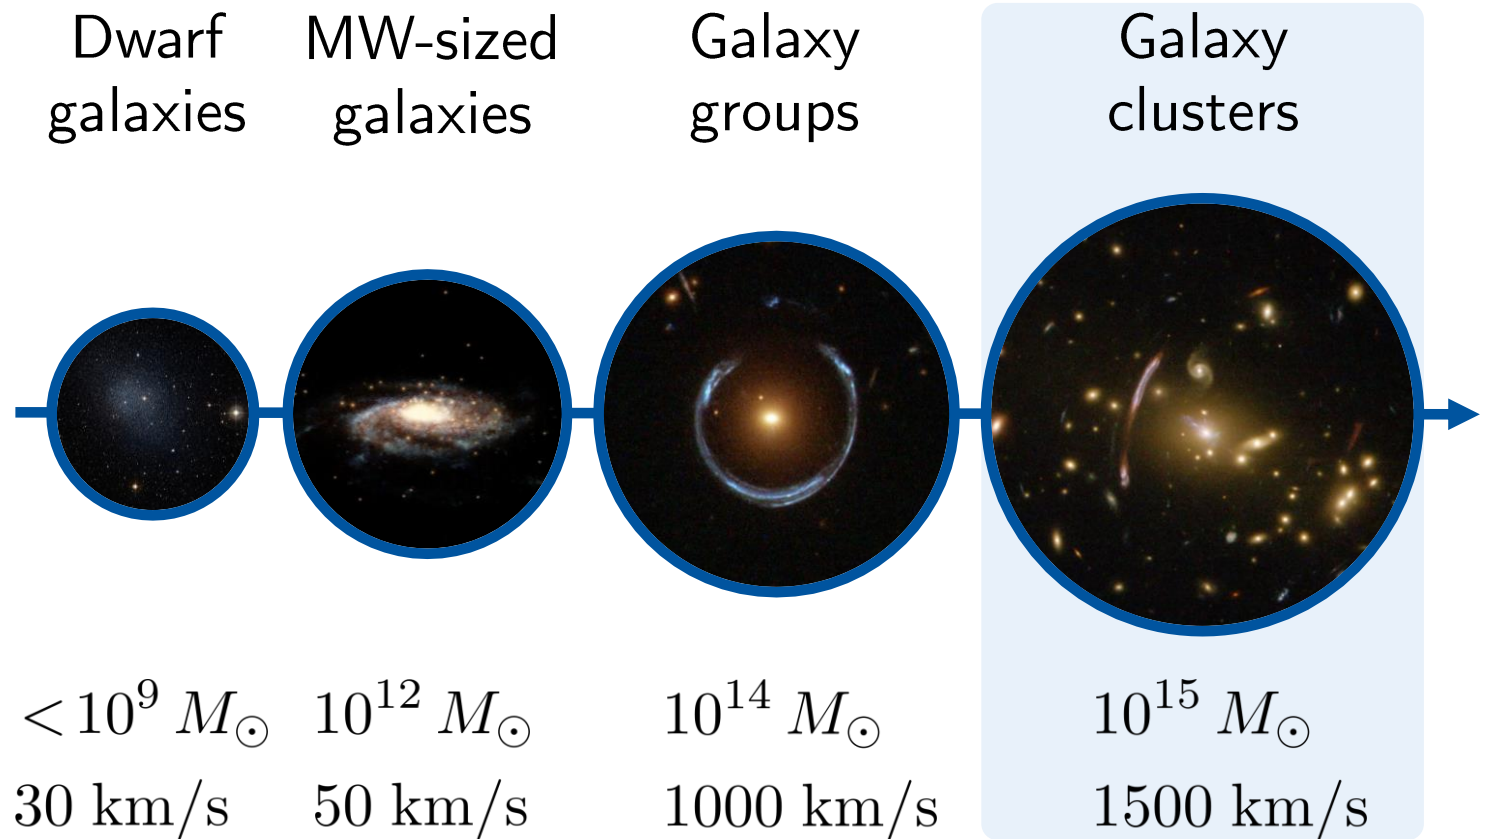 Dwarf galaxies
MW-sized galaxies
Galaxy groups
Galaxy clusters
<10⁹ M☉
10¹² M☉
10¹⁴ M☉
10¹⁵ M☉
30 km/s
50 km/s
1000 km/s
1500 km/s